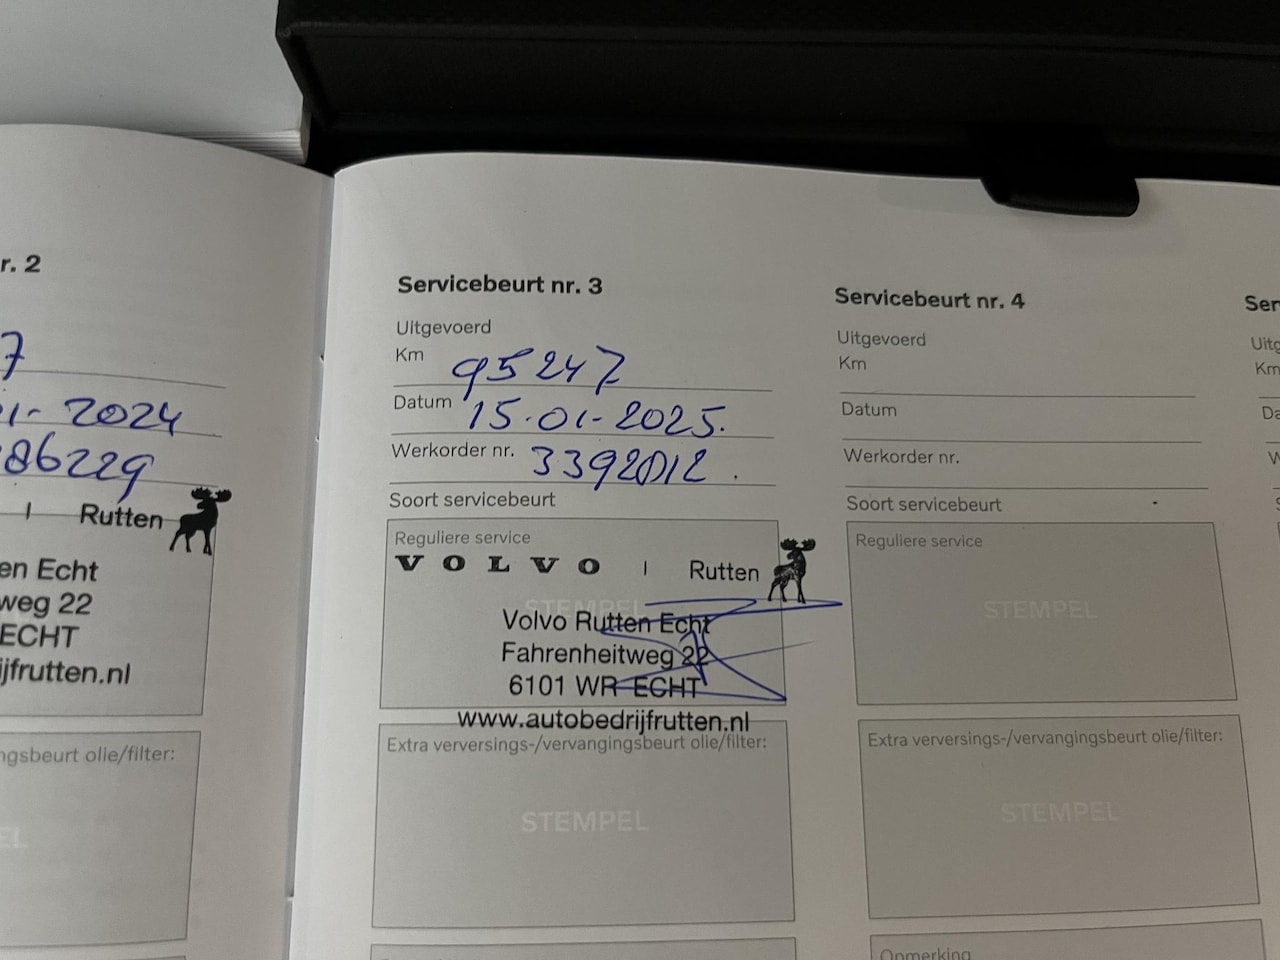 r. 2
7
01-2024
86229
| Rutten
en Echt
weg 22
ECHT
ijfrutten.nl
ngsbeurt olie/filter:
EL
Servicebeurt nr. 3
Uitgevoerd
Km 95247
Datum 15-01-2025.
Werkorder nr. 3392012.
Soort servicebeurt
Reguliere service
VOLVO | Rutten
STEMPEL
Volvo Rutten Echt
Fahrenheitweg 22
6101 WR ECHT
www.autobedrijfrutten.nl
Extra verversings-/vervangingsbeurt olie/filter:
STEMPEL
Servicebeurt nr. 4
Uitgevoerd
Km
Datum
Werkorder nr.
Soort servicebeurt
Reguliere service
STEMPEL
Extra verversings-/vervangingsbeurt olie/filter:
STEMPEL
Opmerking
Ser
Uitg
Km
Da
W
S